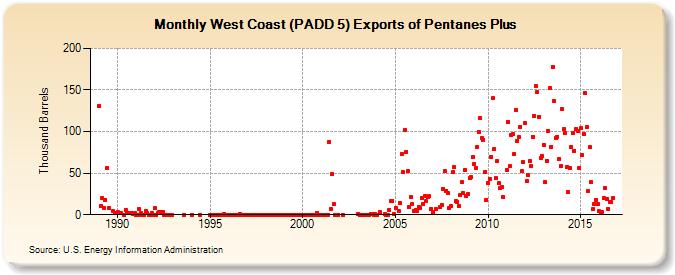 Monthly West Coast (PADD 5) Exports of Pentanes Plus
Thousand Barrels
200
150
100
50
0
1990 1995 2000 2005 2010 2015
Source: U.S. Energy Information Administration